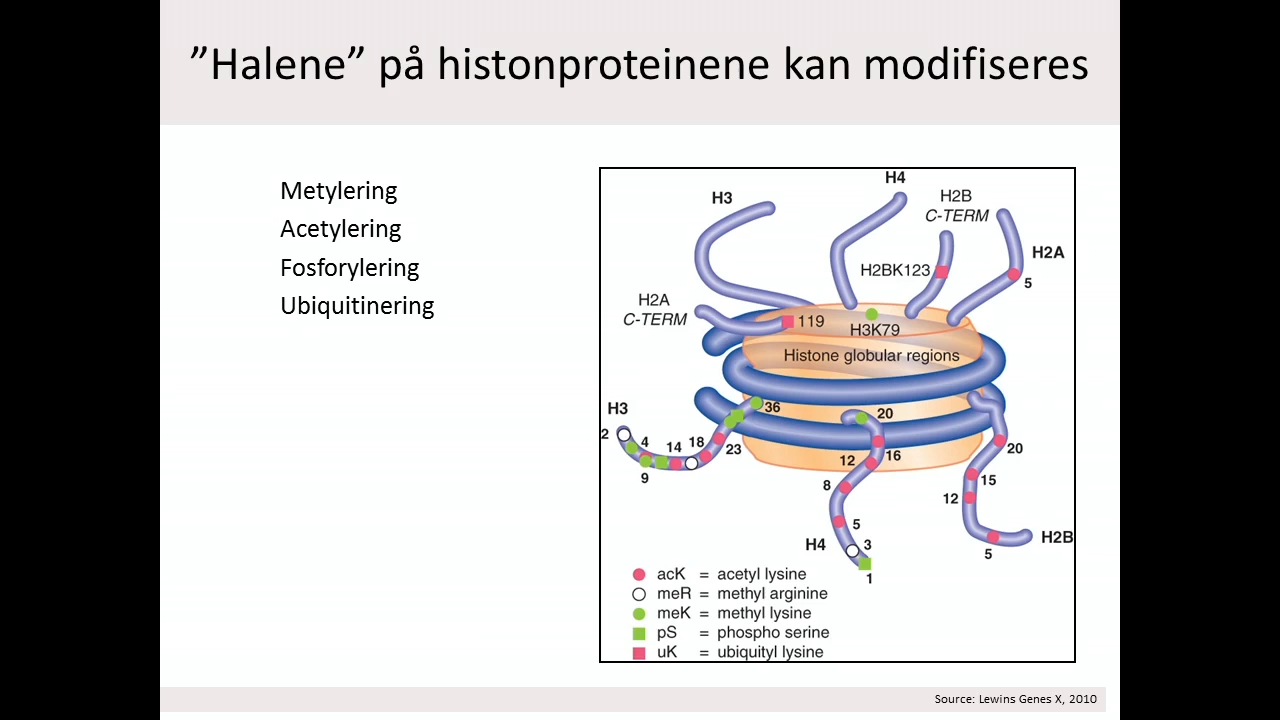 ”Halene” på histonproteinene kan modifiseres
Metylering
Acetylering
Fosforylering
Ubiquitinering
H4
H3
H2B
C-TERM
H2A
H2BK123
5
H2A
C-TERM
119
H3K79
Histone globular regions
H3
36
20
2
4
14
18
23
9
12
16
20
8
15
12
5
H4
3
H2B
5
1
acK = acetyl lysine
meR = methyl arginine
meK = methyl lysine
pS = phospho serine
uK = ubiquityl lysine
Source: Lewins Genes X, 2010